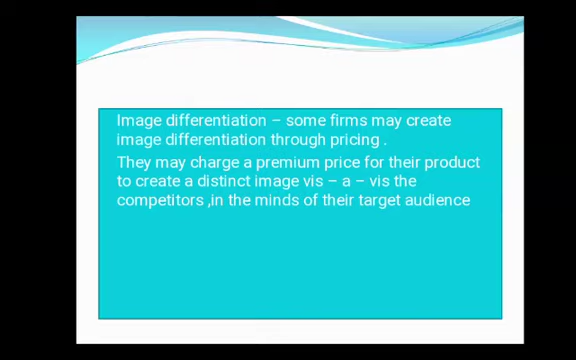 Image differentiation – some firms may create
image differentiation through pricing .
They may charge a premium price for their product
to create a distinct image vis – a – vis the
competitors ,in the minds of their target audience